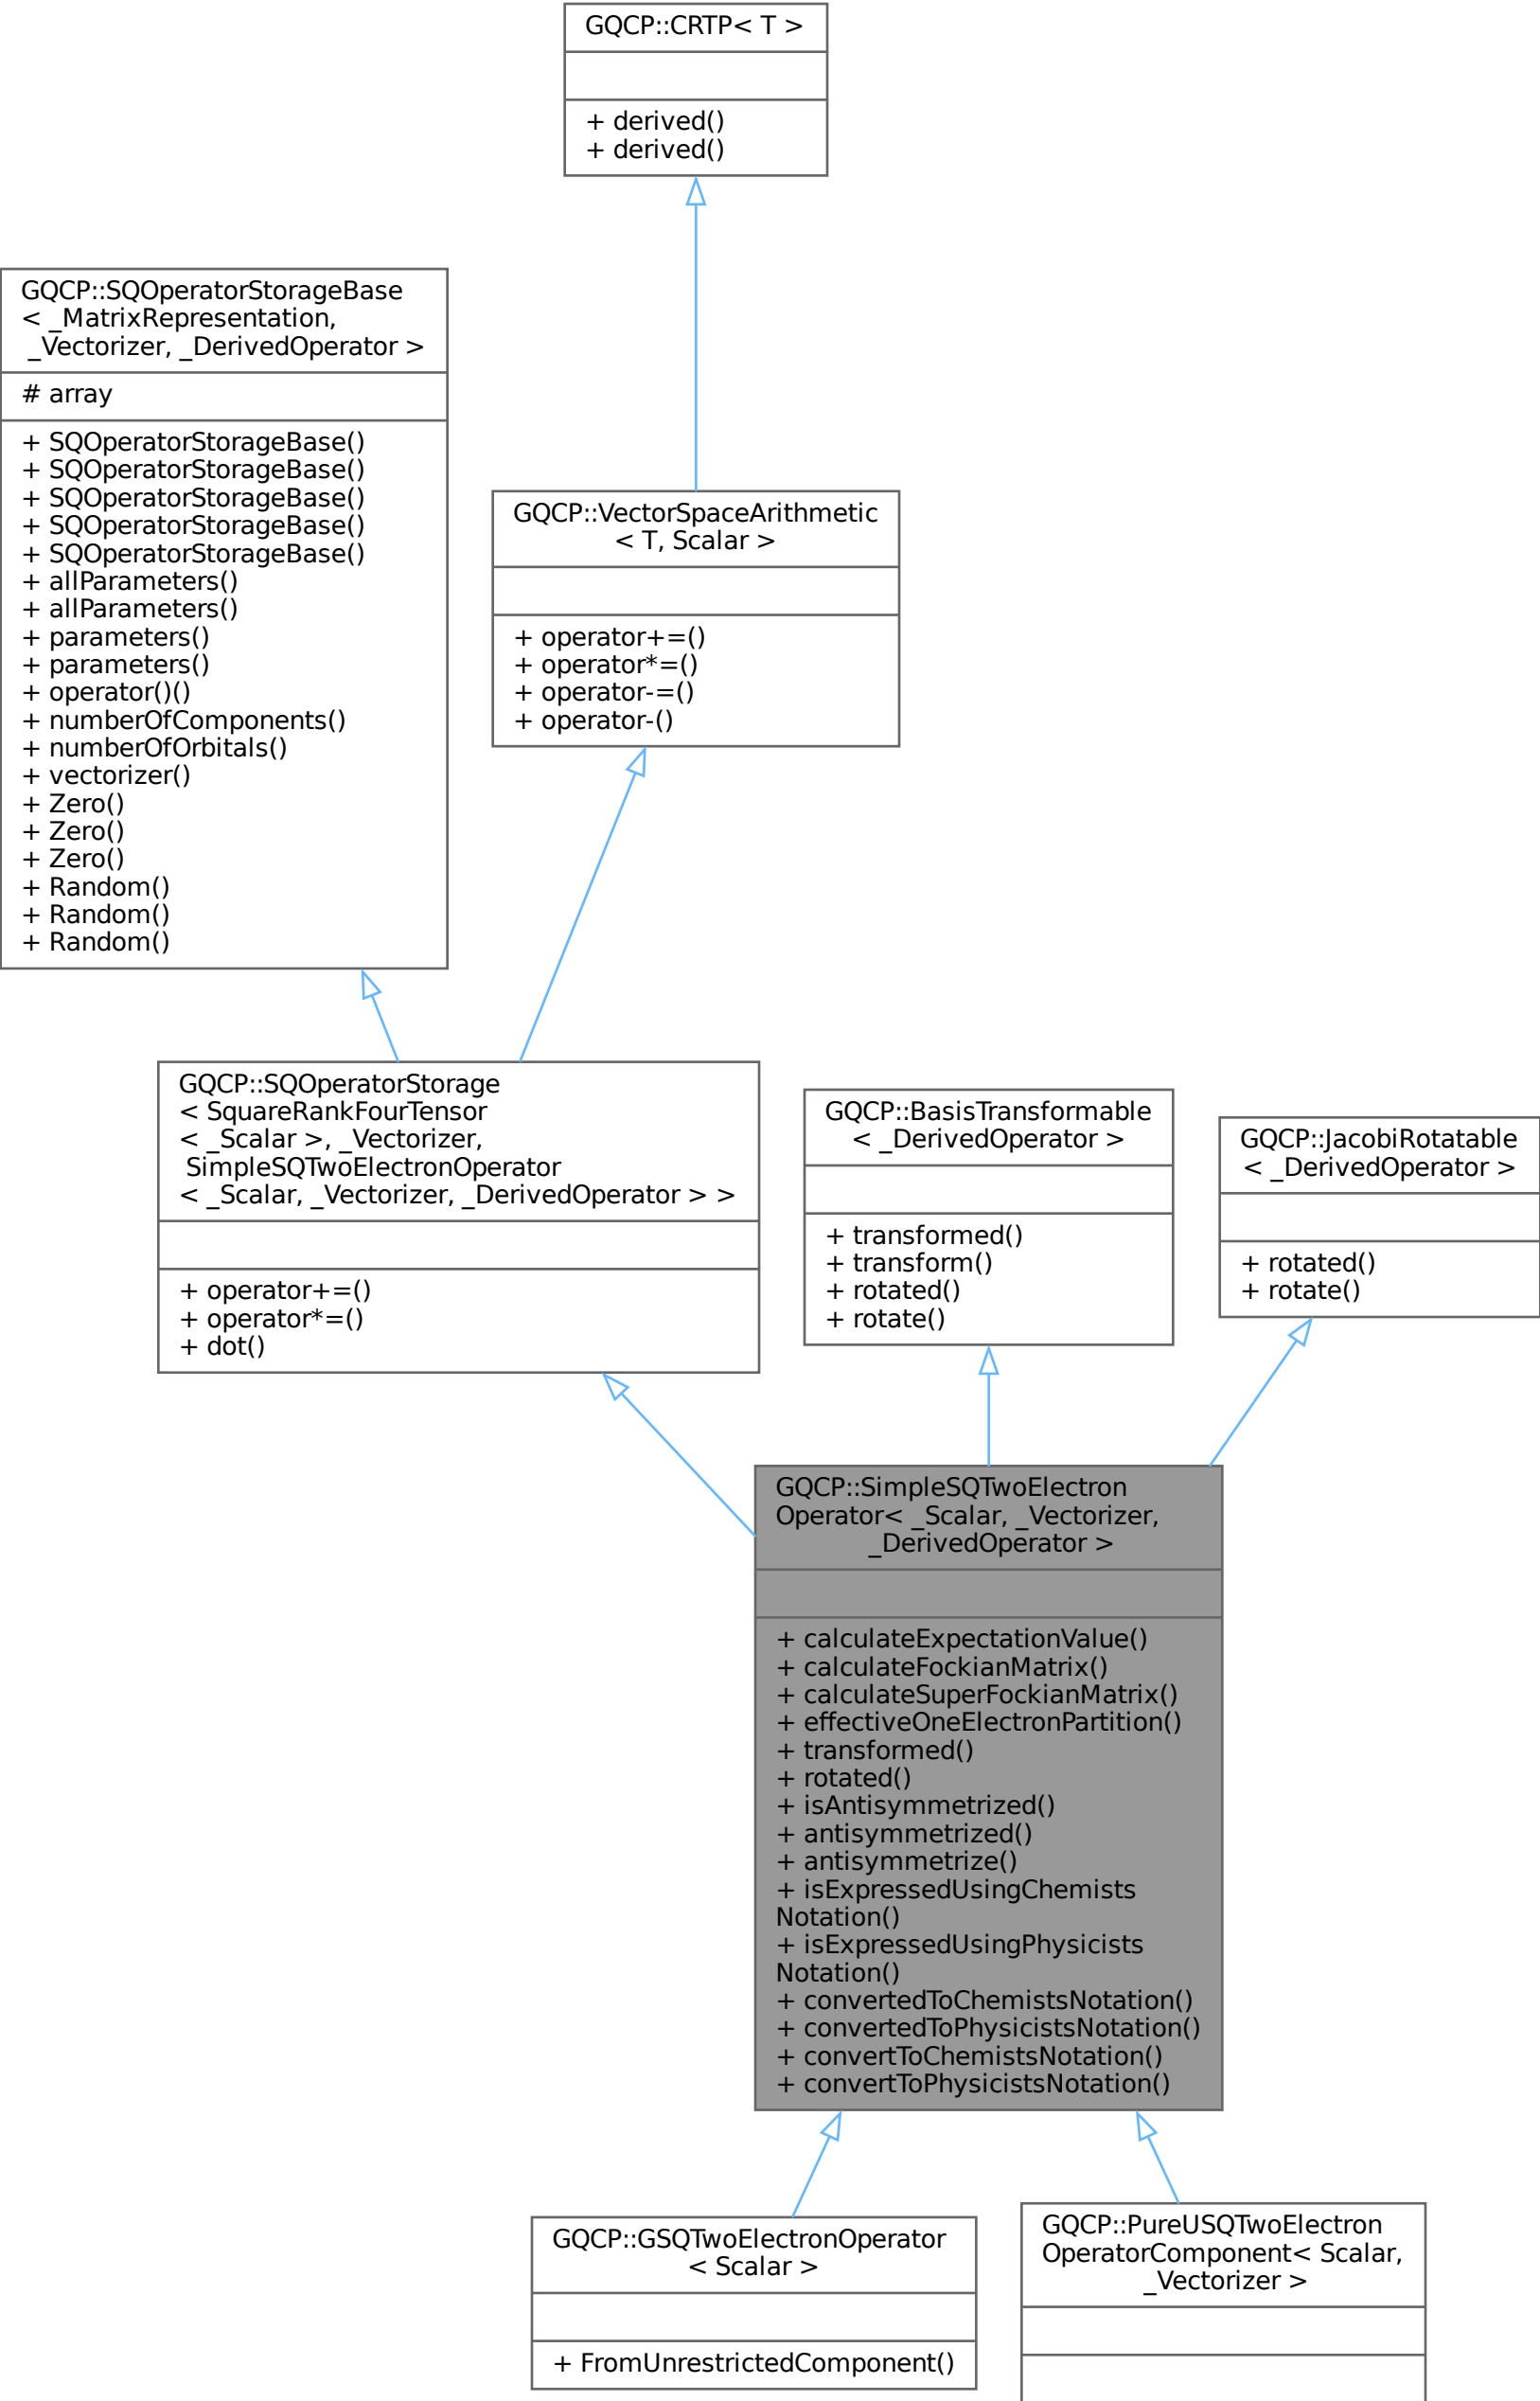 GQCP::CRTP< T >
+ derived()
+ derived()
GQCP::SQOperatorStorageBase
< _MatrixRepresentation,
_Vectorizer, _DerivedOperator >
# array
+ SQOperatorStorageBase()
+ SQOperatorStorageBase()
+ SQOperatorStorageBase()
+ SQOperatorStorageBase()
+ SQOperatorStorageBase()
+ allParameters()
+ allParameters()
+ parameters()
+ parameters()
+ operator()()
+ numberOfComponents()
+ numberOfOrbitals()
+ vectorizer()
+ Zero()
+ Zero()
+ Zero()
+ Random()
+ Random()
+ Random()
GQCP::VectorSpaceArithmetic
< T, Scalar >
+ operator+=()
+ operator*=()
+ operator-=()
+ operator-()
GQCP::SQOperatorStorage
< SquareRankFourTensor
< _Scalar >, _Vectorizer,
SimpleSQTwoElectronOperator
< _Scalar, _Vectorizer, _DerivedOperator > >
+ operator+=()
+ operator*=()
+ dot()
GQCP::BasisTransformable
< _DerivedOperator >
+ transformed()
+ transform()
+ rotated()
+ rotate()
GQCP::JacobiRotatable
< _DerivedOperator >
+ rotated()
+ rotate()
GQCP::SimpleSQTwoElectron
Operator< _Scalar, _Vectorizer,
_DerivedOperator >
+ calculateExpectationValue()
+ calculateFockianMatrix()
+ calculateSuperFockianMatrix()
+ effectiveOneElectronPartition()
+ transformed()
+ rotated()
+ isAntisymmetrized()
+ antisymmetrized()
+ antisymmetrize()
+ isExpressedUsingChemists
Notation()
+ isExpressedUsingPhysicists
Notation()
+ convertedToChemistsNotation()
+ convertedToPhysicistsNotation()
+ convertToChemistsNotation()
+ convertToPhysicistsNotation()
GQCP::GSQTwoElectronOperator
< Scalar >
+ FromUnrestrictedComponent()
GQCP::PureUSQTwoElectron
OperatorComponent< Scalar,
_Vectorizer >